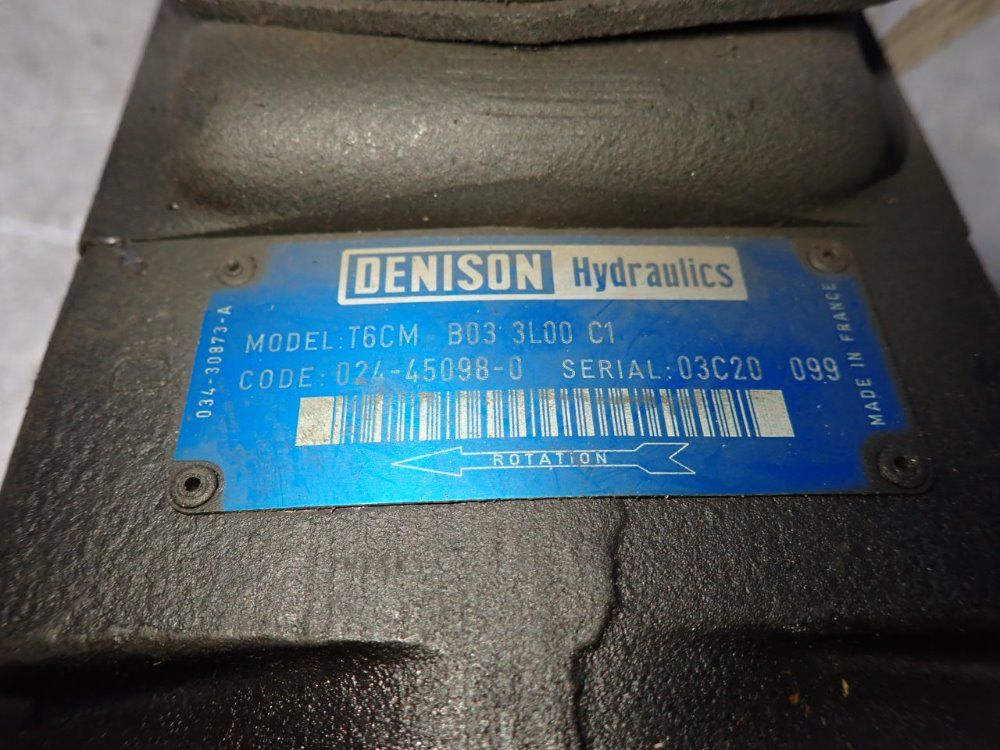 DENISON Hydraulics
MODEL: T6CM B03 3L00 C1
CODE: 024-45098-0 SERIAL: 03C20 099
ROTATION
034-30873-A
MADE IN FRANCE